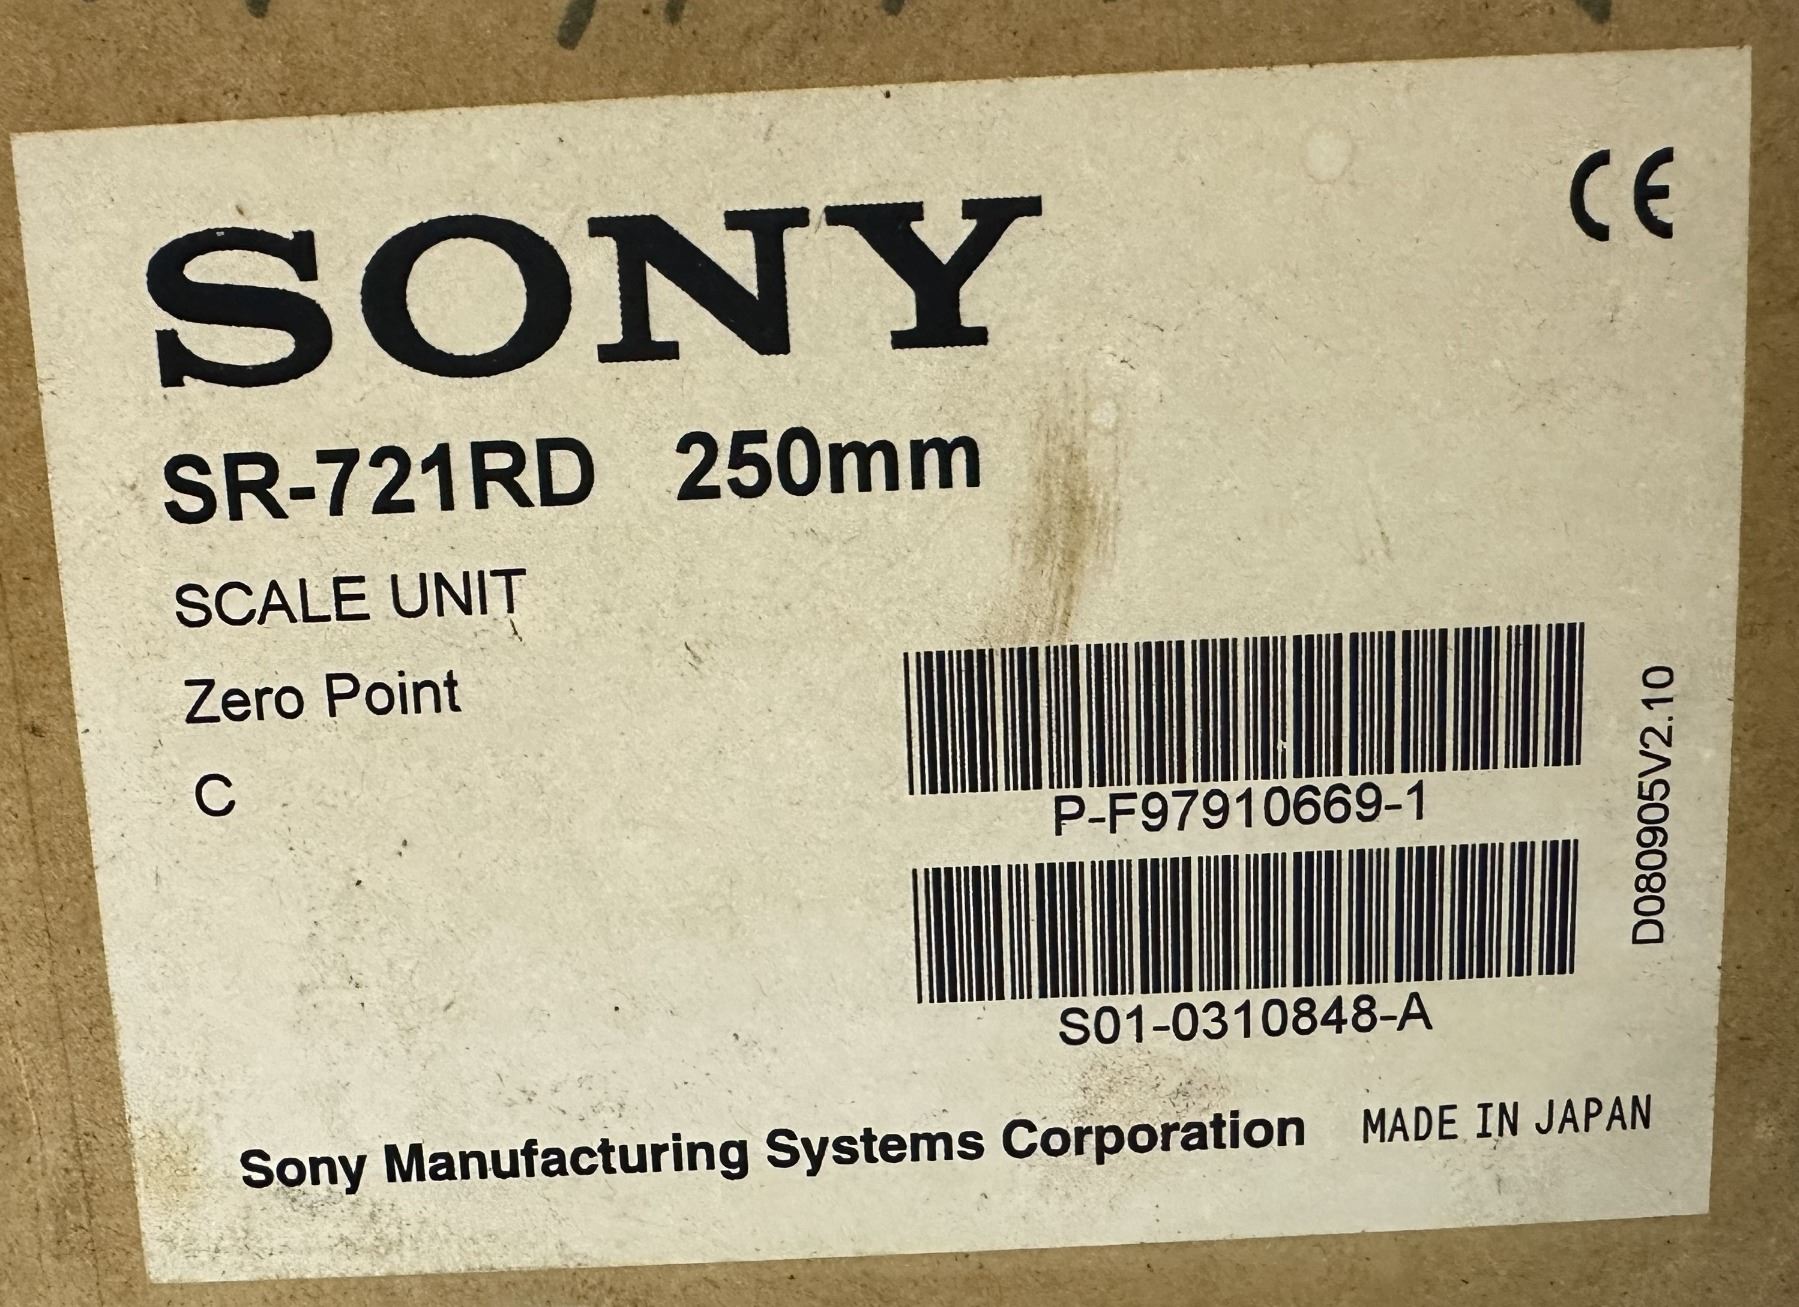 SONY
CE
SR-721RD 250mm
SCALE UNIT
Zero Point
C
P-F97910669-1
S01-0310848-A
D080905V2.10
Sony Manufacturing Systems Corporation MADE IN JAPAN